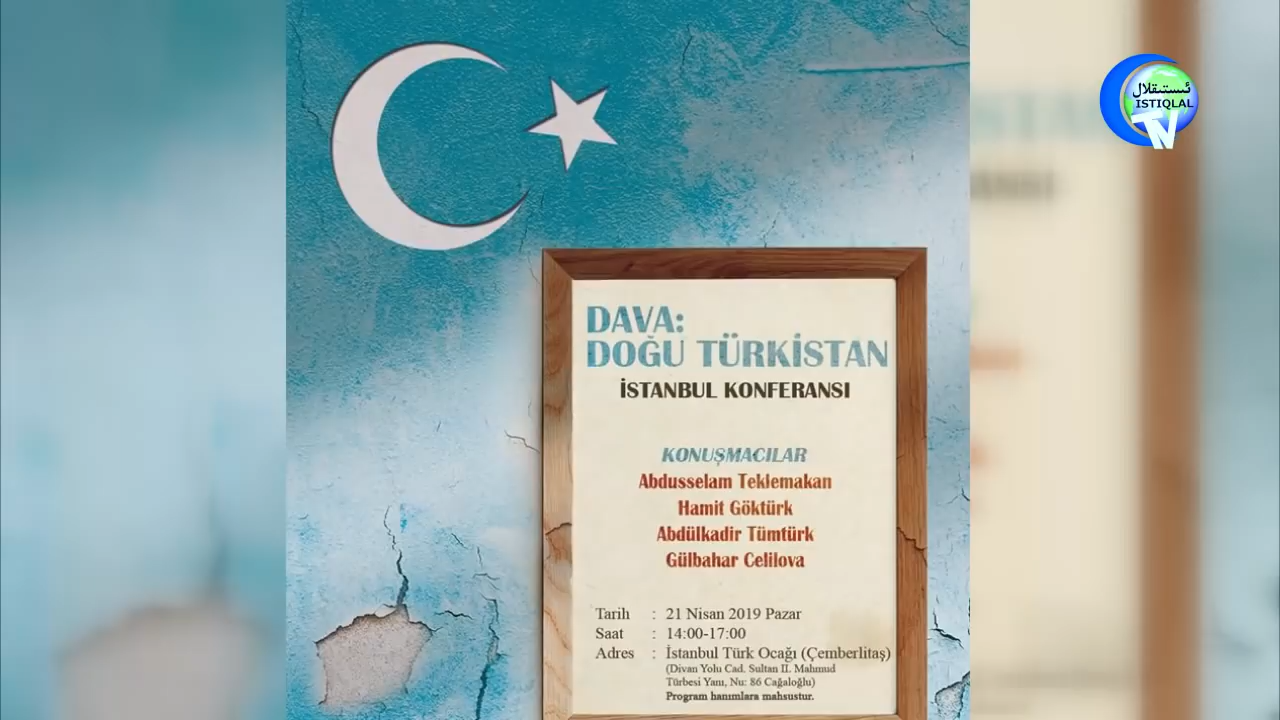 ئىستىقلال
ISTIQLAL
TV
DAVA:
DOĞU TÜRKİSTAN
İSTANBUL KONFERANSI
KONUŞMACILAR
Abdusselam Teklemakan
Hamit Göktürk
Abdülkadir Tümtürk
Gülbahar Celilova
Tarih : 21 Nisan 2019 Pazar
Saat : 14:00-17:00
Adres : İstanbul Türk Ocağı (Çemberlitaş)
(Divan Yolu Cad. Sultan II. Mahmud
Türbesi Yanı, Nu: 86 Cağaloğlu)
Program hanımlara mahsustur.